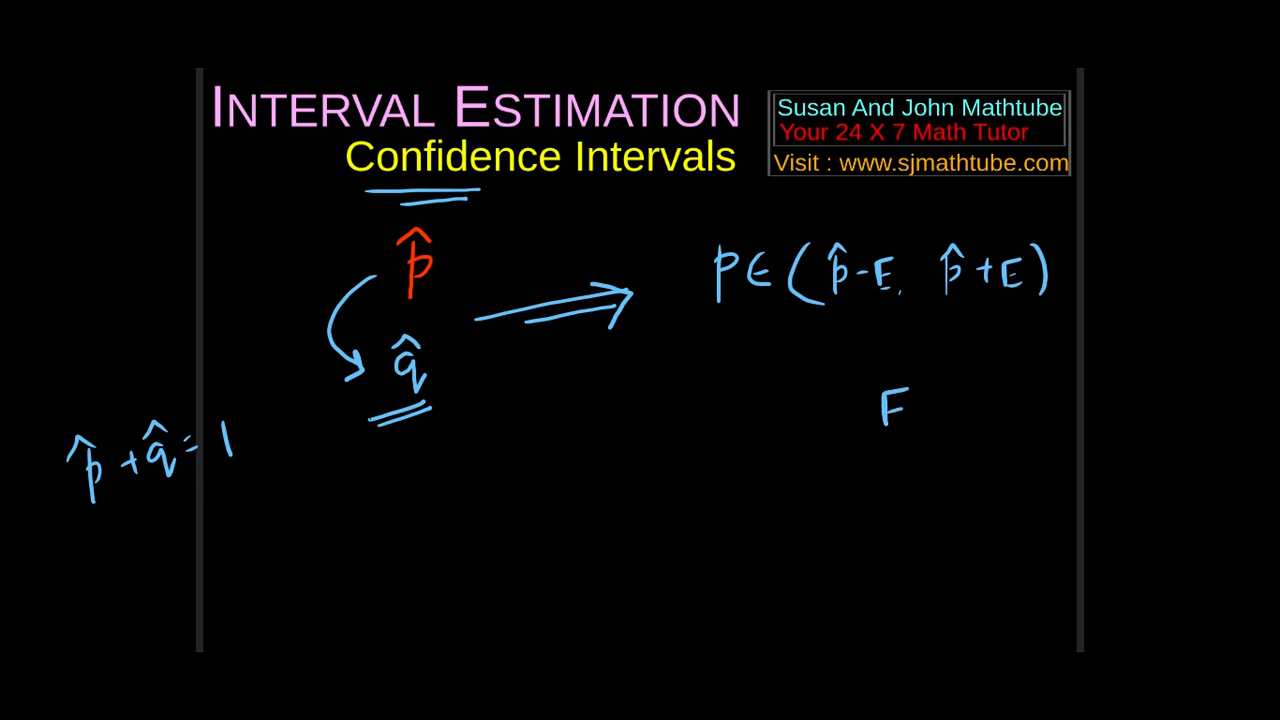 INTERVAL ESTIMATION
Confidence Intervals
Susan And John Mathtube
Your 24 X 7 Math Tutor
Visit : www.sjmathtube.com
p̂
q̂
p̂ + q̂ = 1
p ∈ ( p̂ - E, p̂ + E )
F